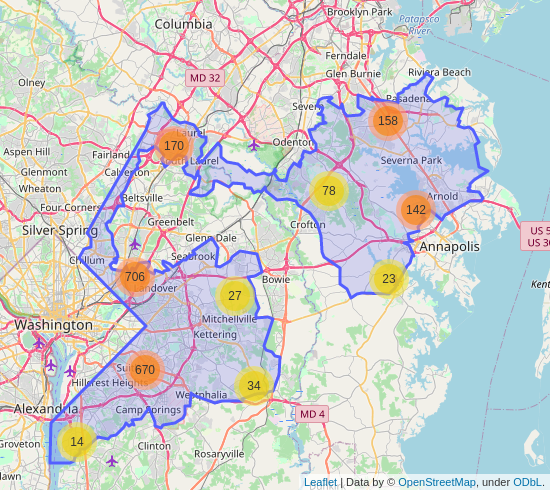 Columbia
Brooklyn Park
Patapsco
River
Ferndale
Glen Burnie
Riviera Beach
MD 32
Olney
Pasadena
Severn
158
Laurel
170
Odenton
Aspen Hill
Fairland
South Laurel
Severna Park
Glenmont
Calverton
Wheaton
78
Beltsville
Arnold
142
Four Corners
Greenbelt
Crofton
Silver Spring
Glenn Dale
US 5
US 30
Annapolis
Chillum
Seabrook
706
Bowie
23
Landover
27
Washington
Mitchellville
Kettering
670
Hillcrest Heights
34
Westphalia
Alexandria
Camp Springs
MD 4
14
Clinton
Groveton
Rosaryville
Leaflet | Data by © OpenStreetMap, under ODbL.